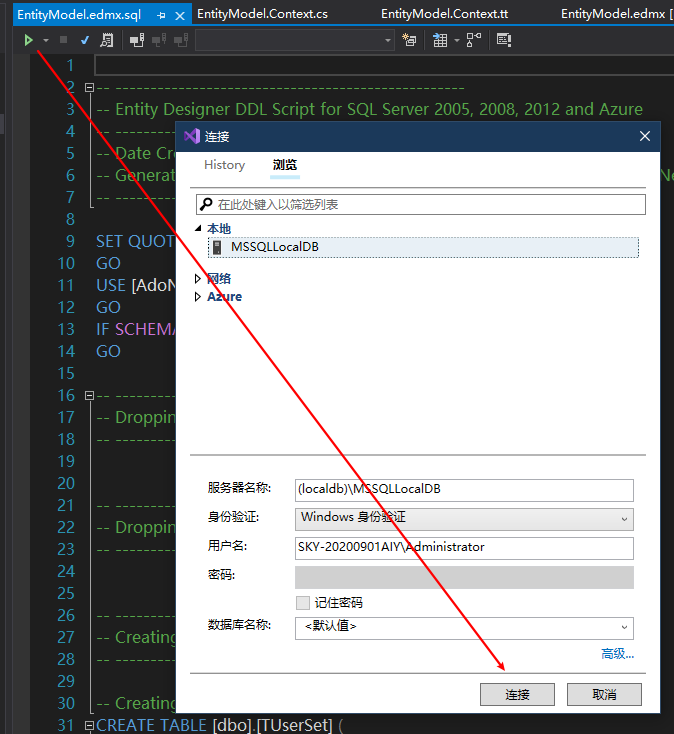 EntityModel.edmx.sql
EntityModel.Context.cs
EntityModel.Context.tt
EntityModel.edmx [
1
2 -- --------------------------------------------------
3 -- Entity Designer DDL Script for SQL Server 2005, 2008, 2012 and Azure
4 -- ----------
5 -- Date Cr
6 -- Generat
7 -- ----------
8
9 SET QUOT
10 GO
11 USE [AdoN
12 GO
13 IF SCHEMA
14 GO
15
16 -- ----------
17 -- Droppin
18 -- ----------
19
20
21 -- ----------
22 -- Droppin
23 -- ----------
24
25
26 -- ----------
27 -- Creating
28 -- ----------
29
30 -- Creating
31 CREATE TABLE [dbo].[TUserSet] (
连接
History
浏览
在此处键入以筛选列表
本地
MSSQLLocalDB
网络
Azure
服务器名称: (localdb)\MSSQLLocalDB
身份验证: Windows 身份验证
用户名: SKY-20200901AIY\Administrator
密码:
记住密码
数据库名称: <默认值>
高级...
连接
取消